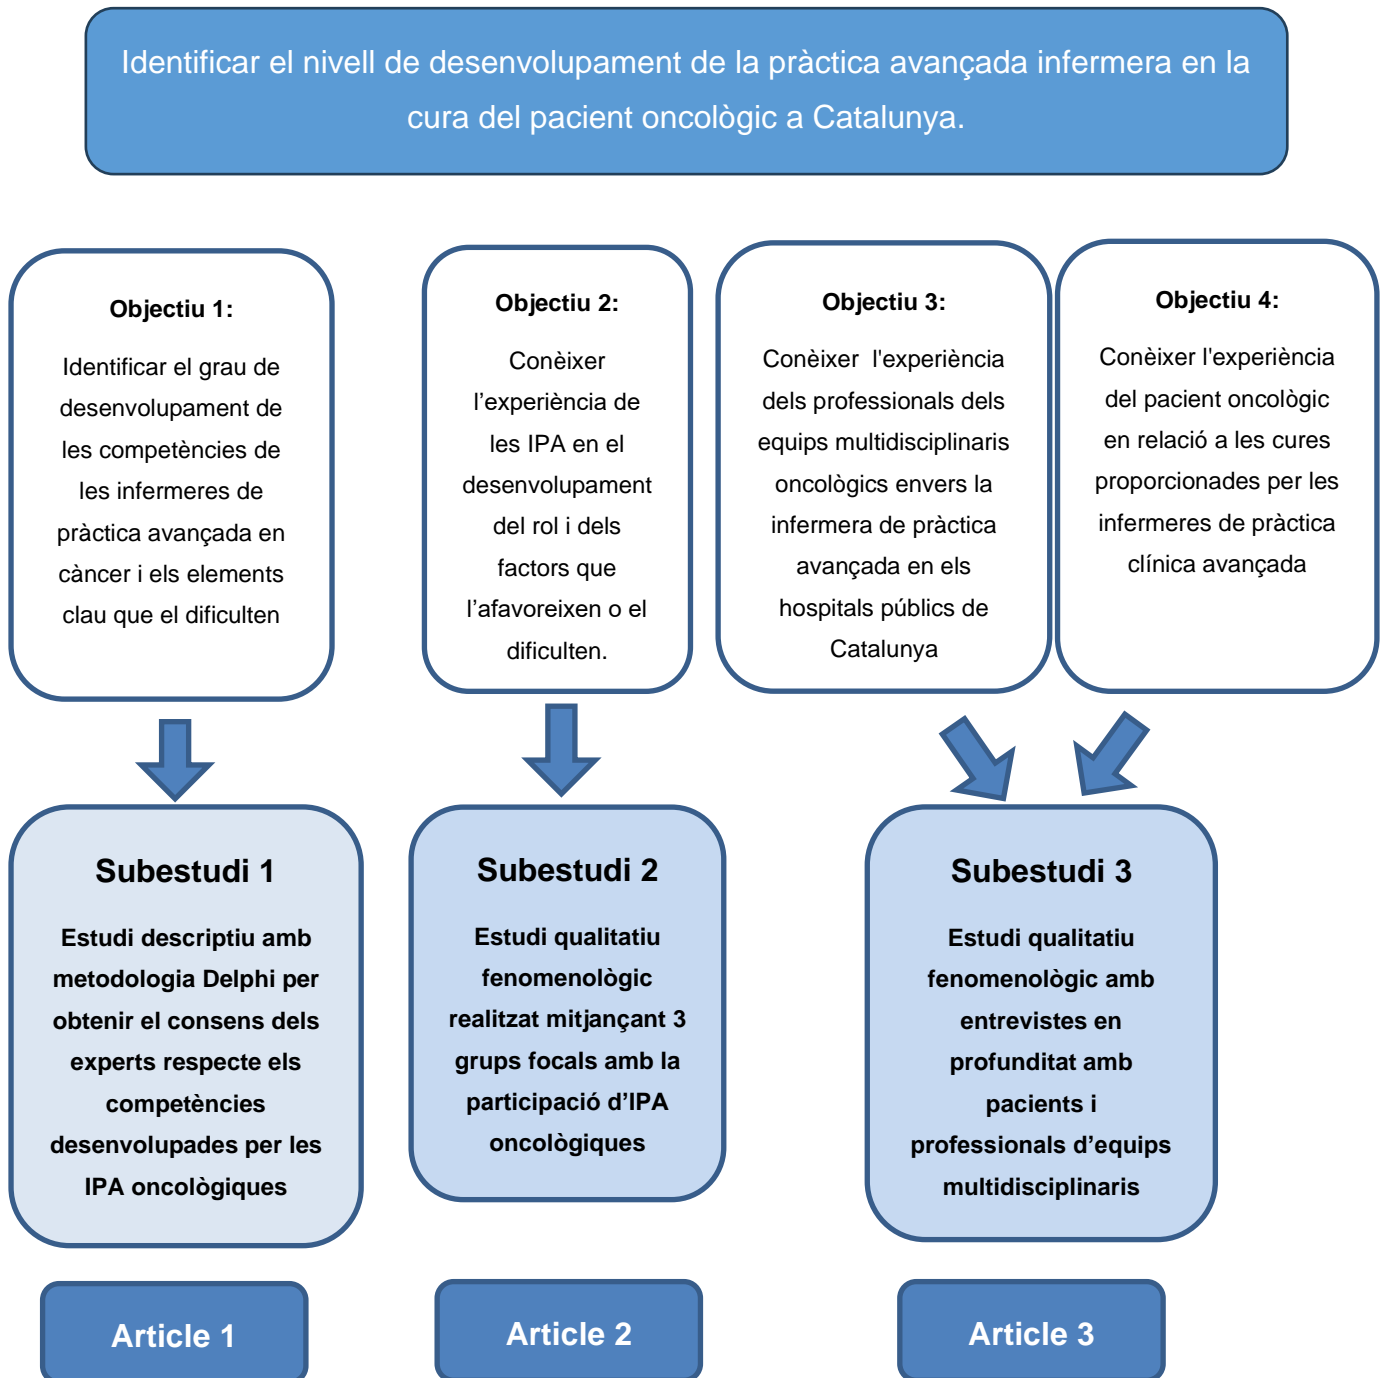 Identificar el nivell de desenvolupament de la pràctica avançada infermera en la
cura del pacient oncològic a Catalunya.
Objectiu 1:
Identificar el grau de
desenvolupament de
les competències de
les infermeres de
pràctica avançada en
càncer i els elements
clau que el dificulten
Objectiu 2:
Conèixer
l’experiència de
les IPA en el
desenvolupament
del rol i dels
factors que
l’afavoreixen o el
dificulten.
Objectiu 3:
Conèixer l'experiència
dels professionals dels
equips multidisciplinaris
oncològics envers la
infermera de pràctica
avançada en els
hospitals públics de
Catalunya
Objectiu 4:
Conèixer l'experiència
del pacient oncològic
en relació a les cures
proporcionades per les
infermeres de pràctica
clínica avançada
Subestudi 1
Estudi descriptiu amb
metodologia Delphi per
obtenir el consens dels
experts respecte els
competències
desenvolupades per les
IPA oncològiques
Subestudi 2
Estudi qualitatiu
fenomenològic
realitzat mitjançant 3
grups focals amb la
participació d’IPA
oncològiques
Subestudi 3
Estudi qualitatiu
fenomenològic amb
entrevistes en
profunditat amb
pacients i
professionals d’equips
multidisciplinaris
Article 1
Article 2
Article 3